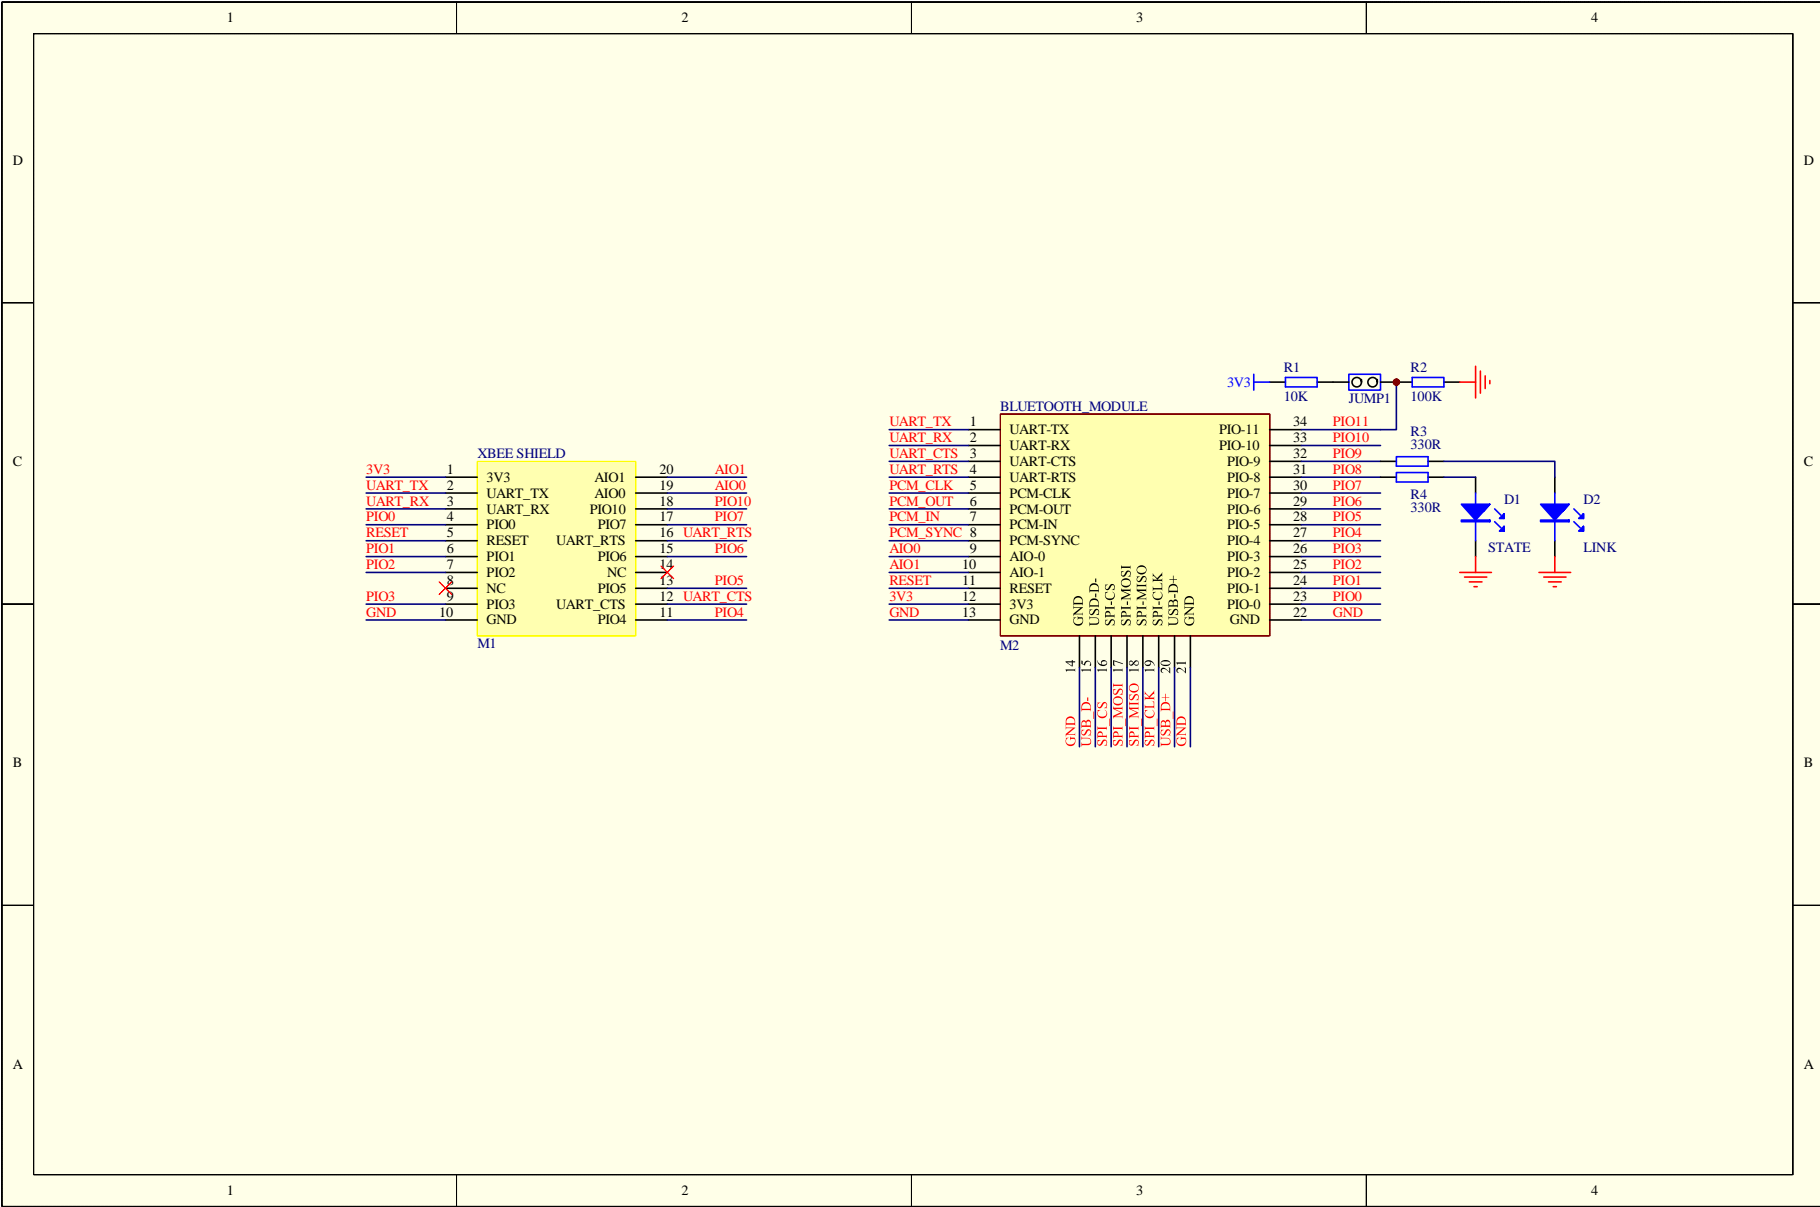 1 2 3 4
D D
C C
B B
A A
1 2 3 4
XBEE SHIELD
3V3 1 3V3 AIO1 20 AIO1
UART_TX 2 UART_TX AIO0 19 AIO0
UART_RX 3 UART_RX PIO10 18 PIO10
PIO0 4 PIO0 PIO7 17 PIO7
RESET 5 RESET UART_RTS 16 UART_RTS
PIO1 6 PIO1 PIO6 15 PIO6
PIO2 7 PIO2 NC 14
8 NC PIO5 13 PIO5
PIO3 9 PIO3 UART_CTS 12 UART_CTS
GND 10 GND PIO4 11 PIO4
M1
BLUETOOTH_MODULE
UART_TX 1 UART-TX PIO-11 34 PIO11
UART_RX 2 UART-RX PIO-10 33 PIO10
UART_CTS 3 UART-CTS PIO-9 32 PIO9
UART_RTS 4 UART-RTS PIO-8 31 PIO8
PCM_CLK 5 PCM-CLK PIO-7 30 PIO7
PCM_OUT 6 PCM-OUT PIO-6 29 PIO6
PCM_IN 7 PCM-IN PIO-5 28 PIO5
PCM_SYNC 8 PCM-SYNC PIO-4 27 PIO4
AIO0 9 AIO-0 PIO-3 26 PIO3
AIO1 10 AIO-1 PIO-2 25 PIO2
RESET 11 RESET PIO-1 24 PIO1
3V3 12 3V3 PIO-0 23 PIO0
GND 13 GND GND 22 GND
M2
GND 14 GND
USB_D- 15 USD-D-
SPI_CS 16 SPI-CS
SPI_MOSI 17 SPI-MOSI
SPI_MISO 18 SPI-MISO
SPI_CLK 19 SPI-CLK
USB_D+ 20 USB-D+
GND 21 GND
3V3
R1
10K
JUMP1
R2
100K
R3
330R
R4
330R
D1
STATE
D2
LINK